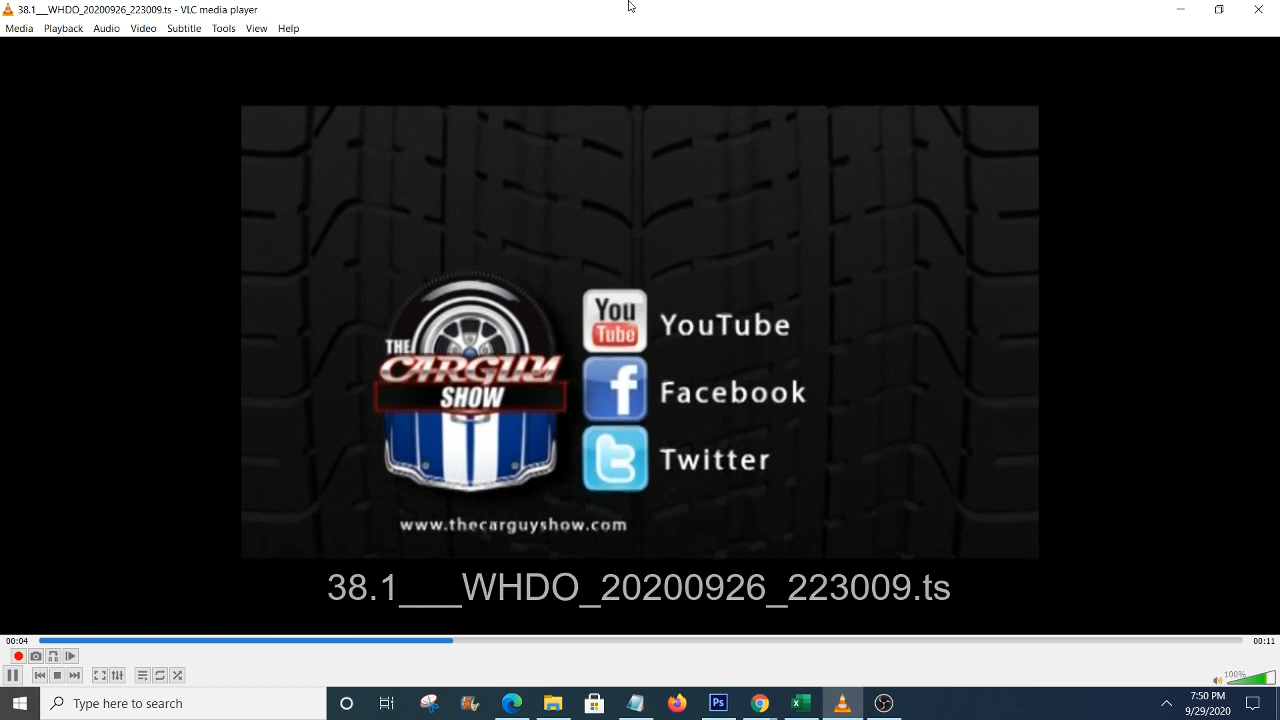 38.1___WHDO_20200926_223009.ts - VLC media player
Media Playback Audio Video Subtitle Tools View Help
THE
CARGUY
SHOW
You
Tube
YouTube
f
Facebook
t
Twitter
www.thecarguyshow.com
38.1___WHDO_20200926_223009.ts
00:04
00:11
100%
Type here to search
Ps
7:50 PM
9/29/2020